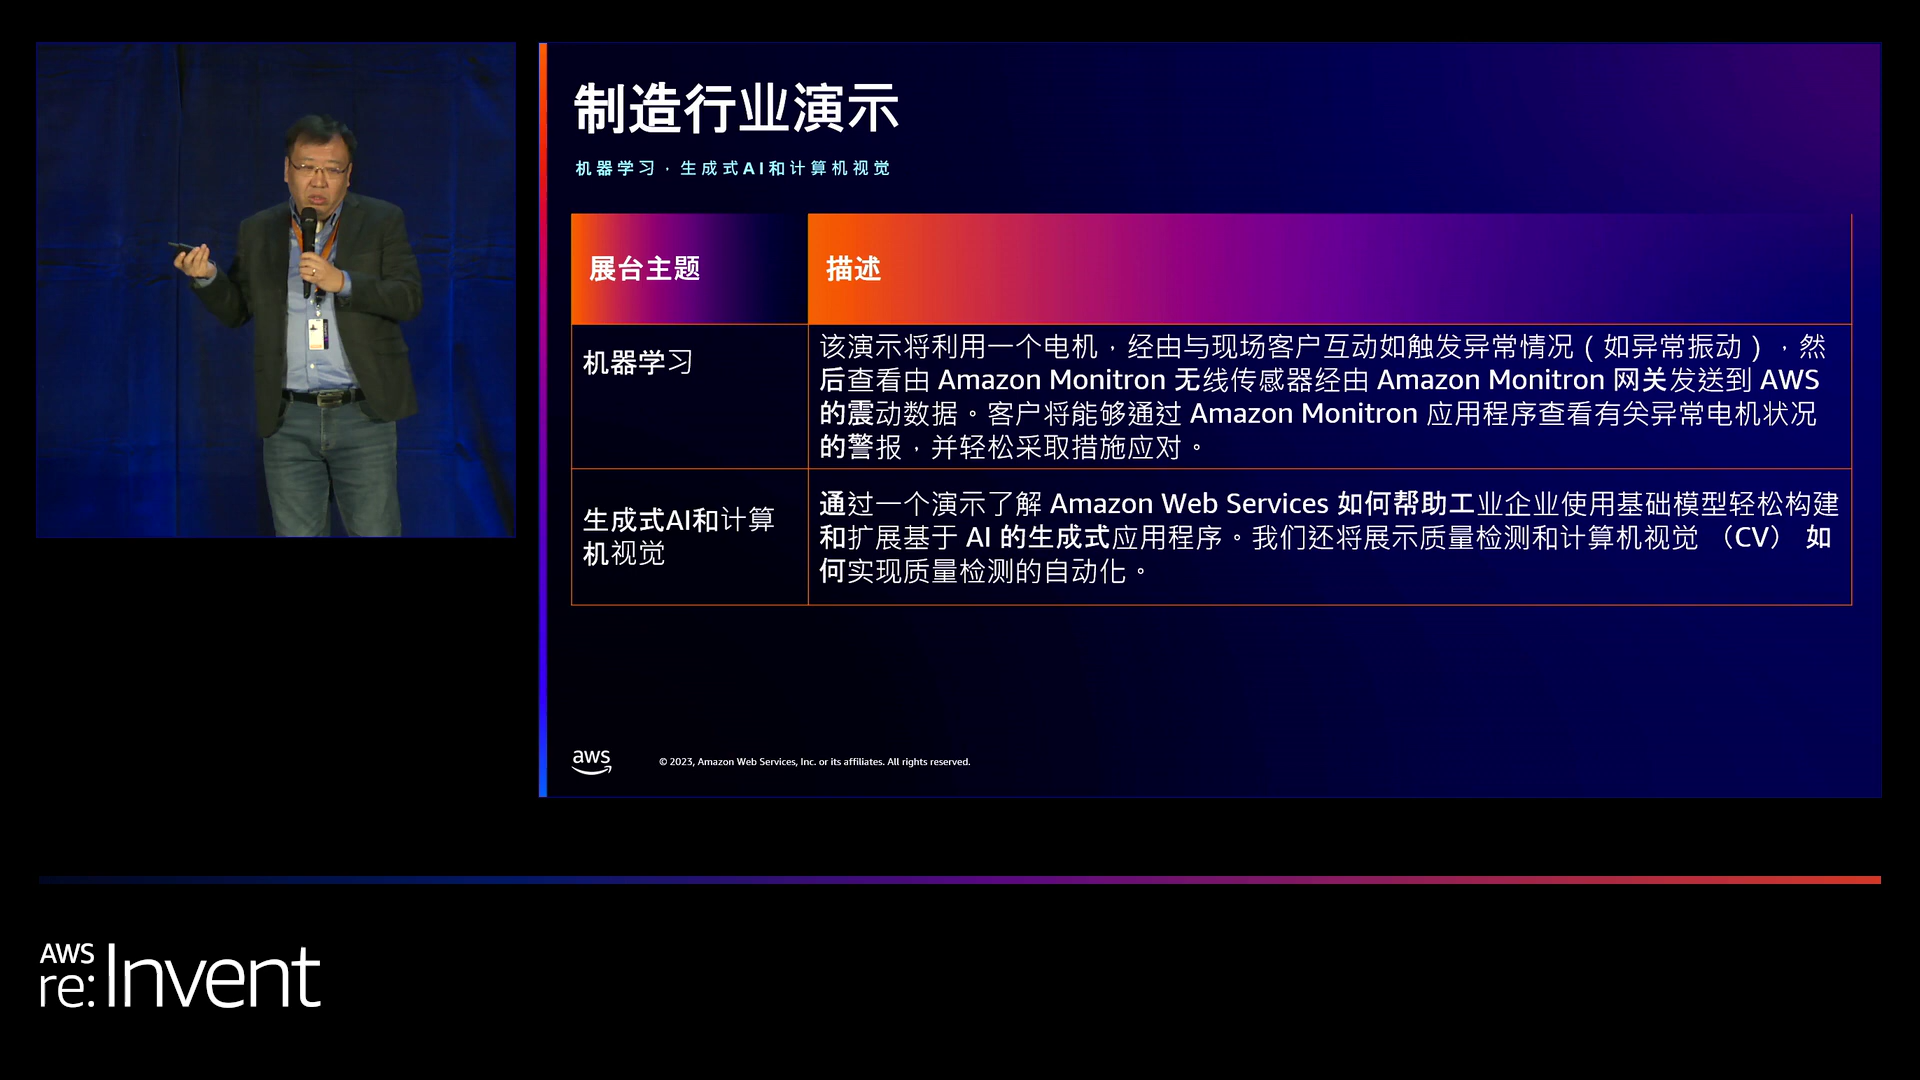 制造行业演示
机器学习，生成式AI和计算机视觉
展台主题
描述
机器学习
该演示将利用一个电机，经由与现场客户互动如触发异常情况（如异常振动），然
后查看由 Amazon Monitron 无线传感器经由 Amazon Monitron 网关发送到 AWS
的震动数据。客户将能够通过 Amazon Monitron 应用程序查看有关异常电机状况
的警报，并轻松采取措施应对。
生成式AI和计算
机视觉
通过一个演示了解 Amazon Web Services 如何帮助工业企业使用基础模型轻松构建
和扩展基于 AI 的生成式应用程序。我们还将展示质量检测和计算机视觉 （CV） 如
何实现质量检测的自动化。
aws
© 2023, Amazon Web Services, Inc. or its affiliates. All rights reserved.
AWS
re:Invent